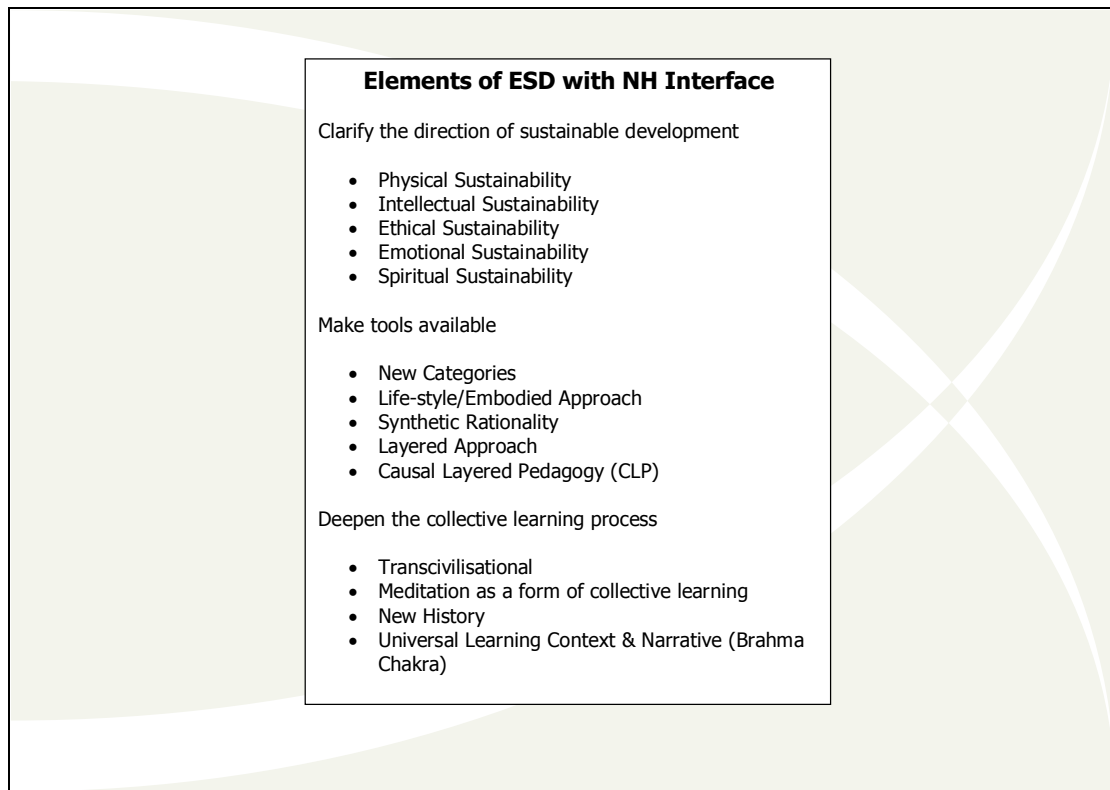 Elements of ESD with NH Interface
Clarify the direction of sustainable development
• Physical Sustainability
• Intellectual Sustainability
• Ethical Sustainability
• Emotional Sustainability
• Spiritual Sustainability
Make tools available
• New Categories
• Life-style/Embodied Approach
• Synthetic Rationality
• Layered Approach
• Causal Layered Pedagogy (CLP)
Deepen the collective learning process
• Transcivilisational
• Meditation as a form of collective learning
• New History
• Universal Learning Context & Narrative (Brahma
Chakra)